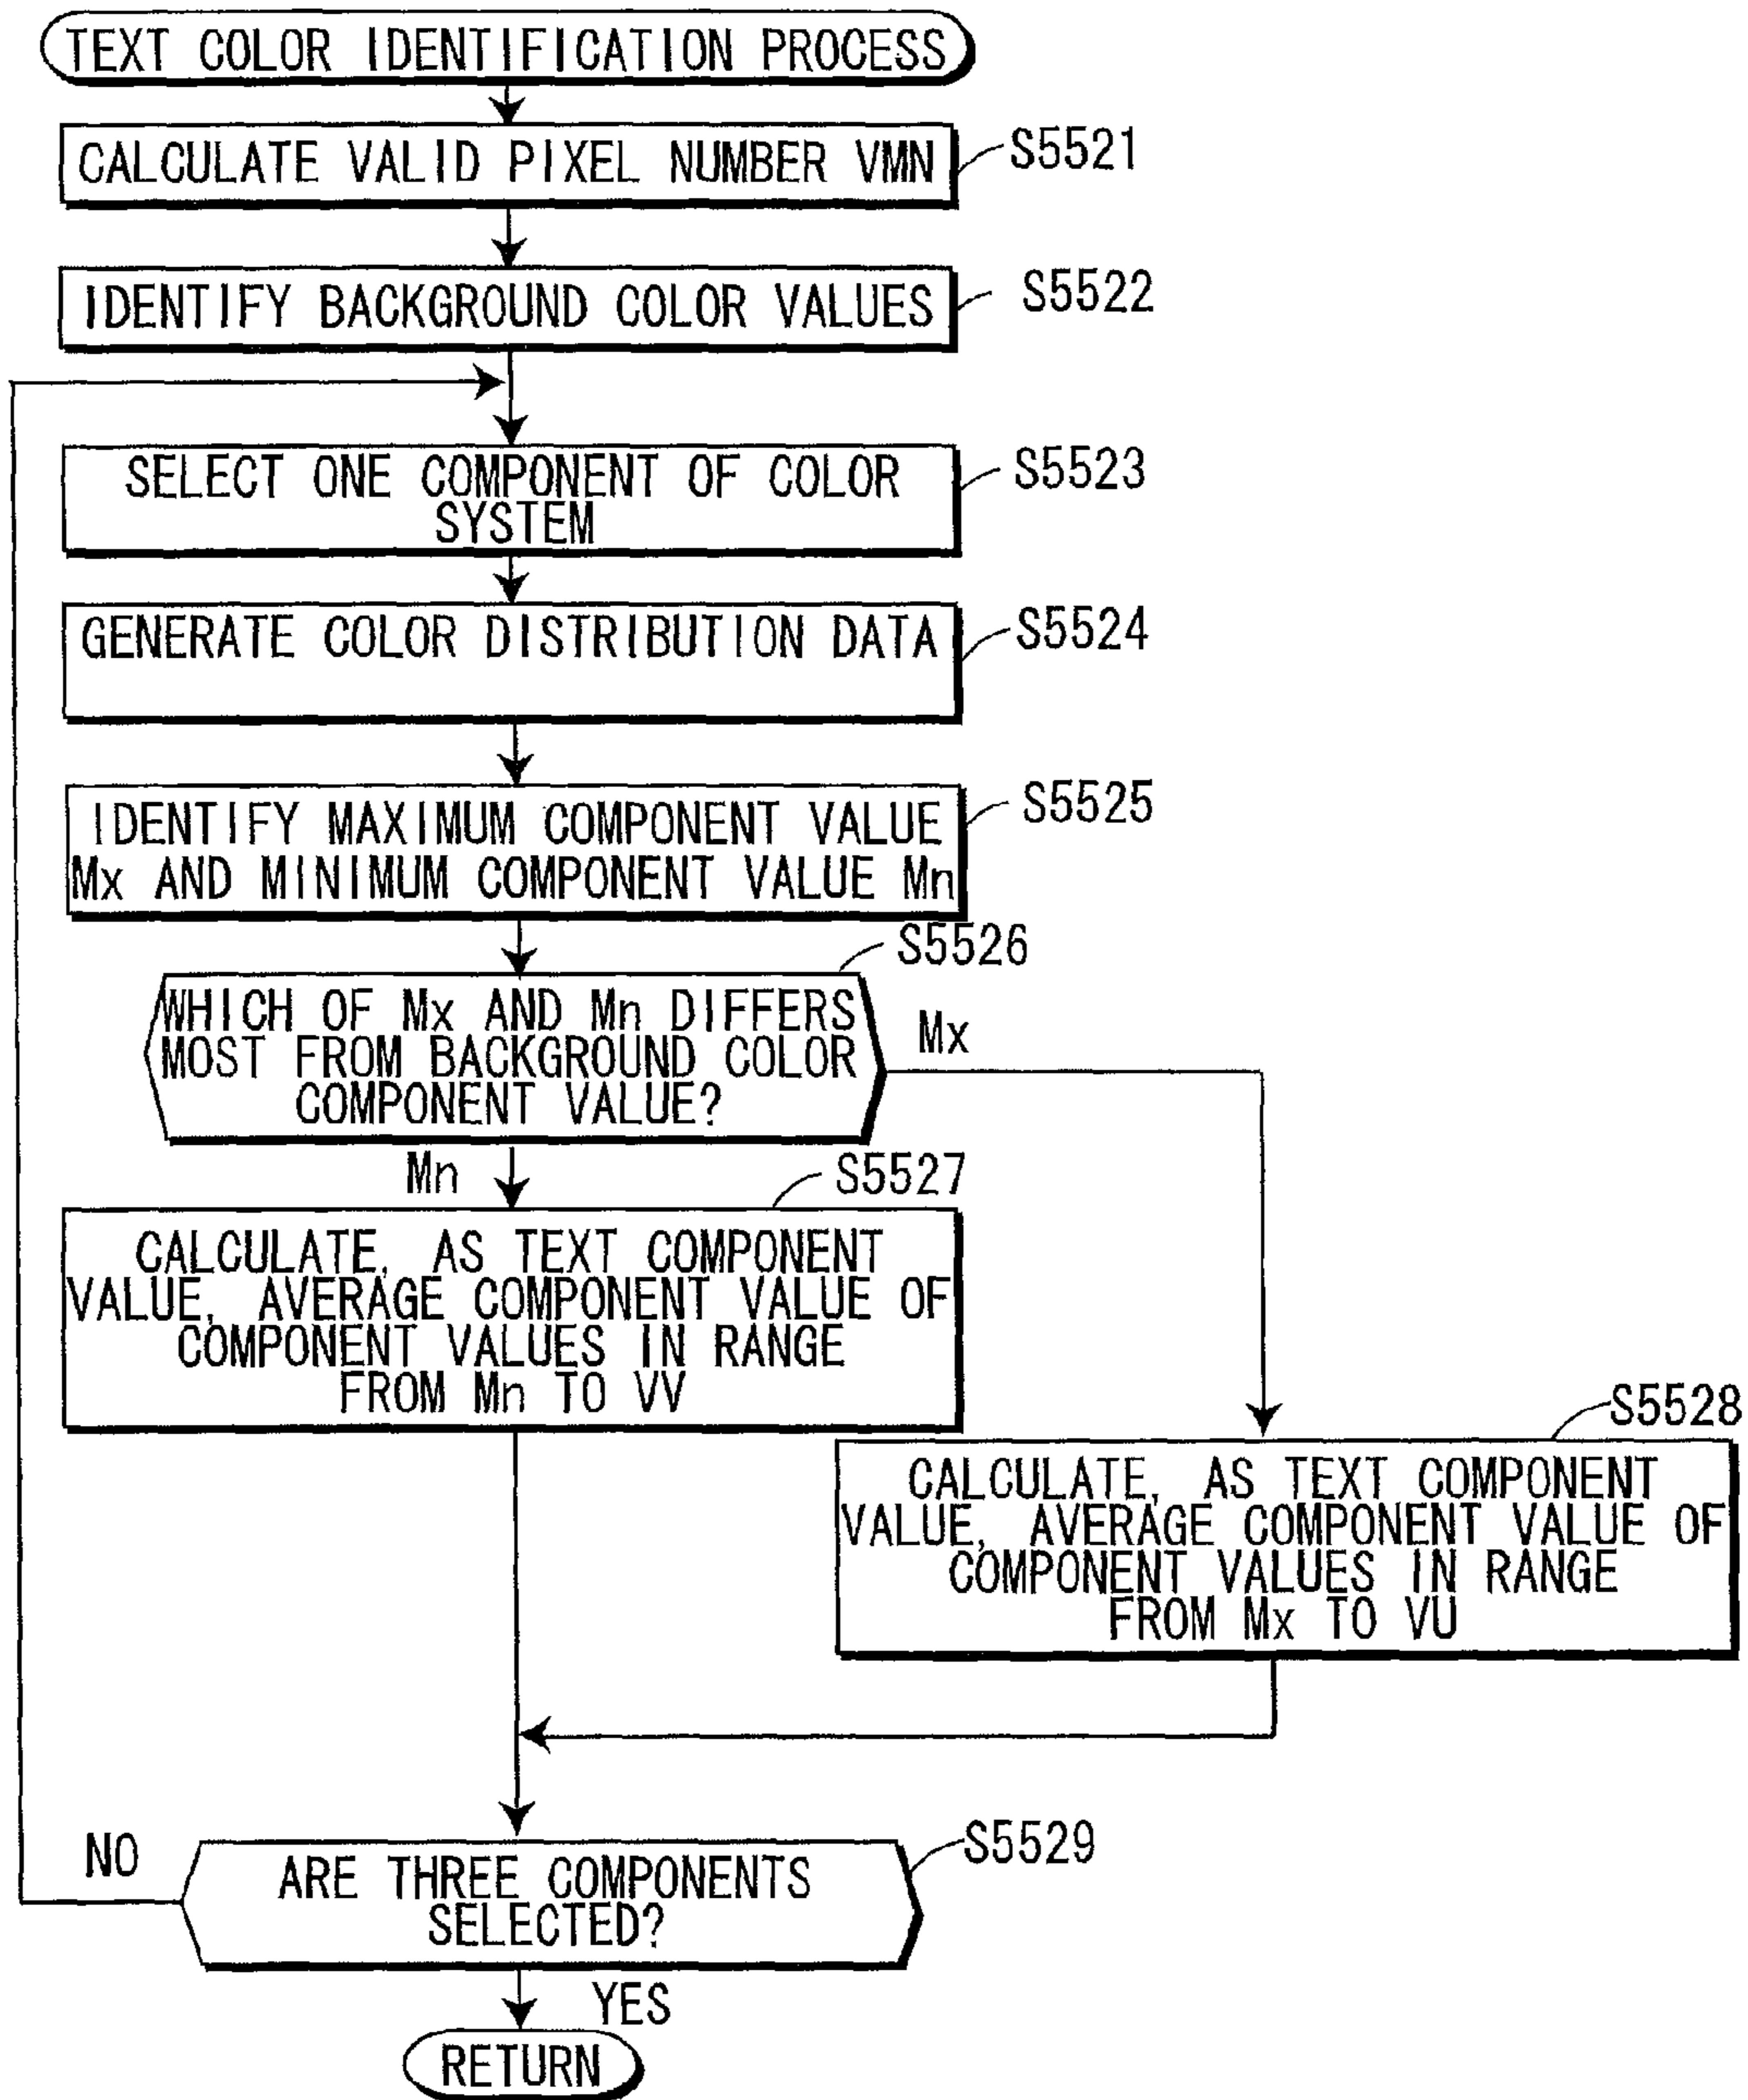 TEXT COLOR IDENTIFICATION PROCESS
CALCULATE VALID PIXEL NUMBER VMN
S5521
IDENTIFY BACKGROUND COLOR VALUES
S5522
SELECT ONE COMPONENT OF COLOR
SYSTEM
S5523
GENERATE COLOR DISTRIBUTION DATA
S5524
IDENTIFY MAXIMUM COMPONENT VALUE
Mx AND MINIMUM COMPONENT VALUE Mn
S5525
S5526
WHICH OF Mx AND Mn DIFFERS
MOST FROM BACKGROUND COLOR
COMPONENT VALUE?
Mx
Mn
S5527
CALCULATE, AS TEXT COMPONENT
VALUE, AVERAGE COMPONENT VALUE OF
COMPONENT VALUES IN RANGE
FROM Mn TO VV
S5528
CALCULATE, AS TEXT COMPONENT
VALUE, AVERAGE COMPONENT VALUE OF
COMPONENT VALUES IN RANGE
FROM Mx TO VU
NO
S5529
ARE THREE COMPONENTS
SELECTED?
YES
RETURN